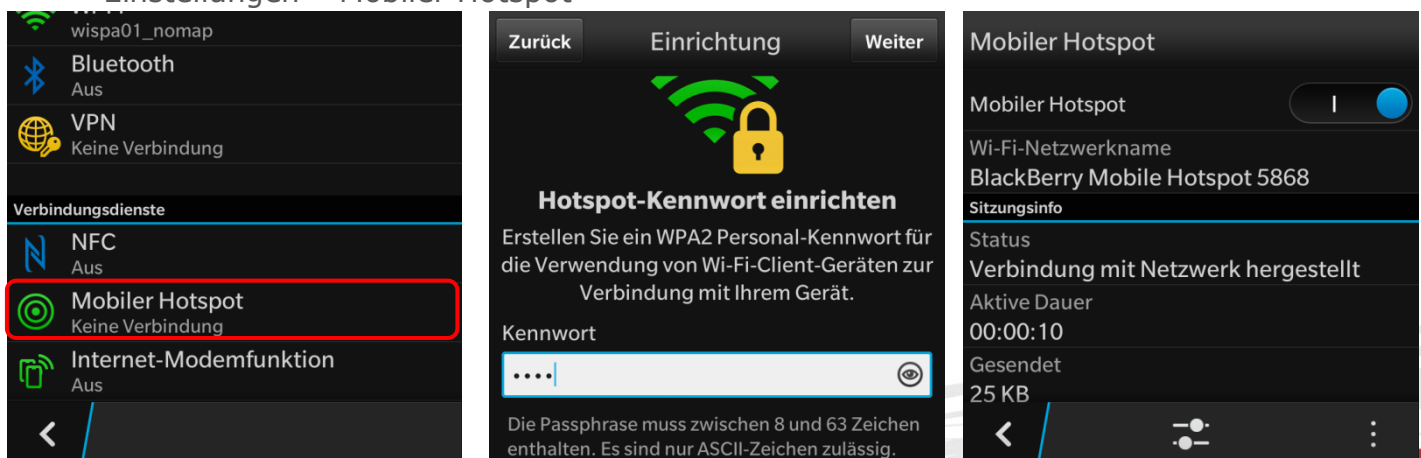 Einstellungen
Mobiler Hotspot
wispa01_nomap
Bluetooth
Aus
VPN
Keine Verbindung
Verbindungsdienste
NFC
Aus
Mobiler Hotspot
Keine Verbindung
Internet-Modemfunktion
Aus
Zurück
Einrichtung
Weiter
Hotspot-Kennwort einrichten
Erstellen Sie ein WPA2 Personal-Kennwort für
die Verwendung von Wi-Fi-Client-Geräten zur
Verbindung mit Ihrem Gerät.
Kennwort
••••
Die Passphrase muss zwischen 8 und 63 Zeichen
enthalten. Es sind nur ASCII-Zeichen zulässig.
Mobiler Hotspot
Mobiler Hotspot
Wi-Fi-Netzwerkname
BlackBerry Mobile Hotspot 5868
Sitzungsinfo
Status
Verbindung mit Netzwerk hergestellt
Aktive Dauer
00:00:10
Gesendet
25 KB